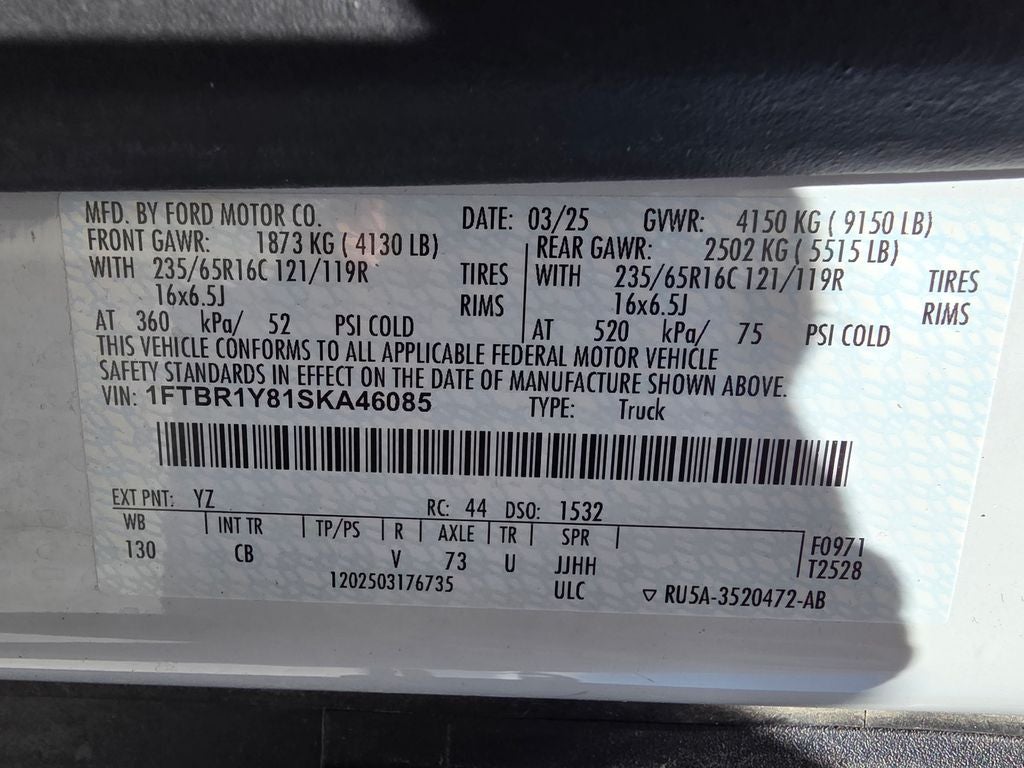 MFD. BY FORD MOTOR CO. DATE: 03/25 GVWR: 4150 KG ( 9150 LB)
FRONT GAWR: 1873 KG ( 4130 LB) REAR GAWR: 2502 KG ( 5515 LB)
WITH 235/65R16C 121/119R TIRES WITH 235/65R16C 121/119R TIRES
16x6.5J RIMS 16x6.5J RIMS
AT 360 kPa/ 52 PSI COLD AT 520 kPa/ 75 PSI COLD
THIS VEHICLE CONFORMS TO ALL APPLICABLE FEDERAL MOTOR VEHICLE
SAFETY STANDARDS IN EFFECT ON THE DATE OF MANUFACTURE SHOWN ABOVE.
VIN: 1FTBR1Y81SKA46085 TYPE: Truck
EXT PNT: YZ RC: 44 DSO: 1532
WB INT TR TP/PS R AXLE TR SPR F0971
130 CB V 73 U JJHH T2528
1202503176735 ULC ▽ RU5A-3520472-AB